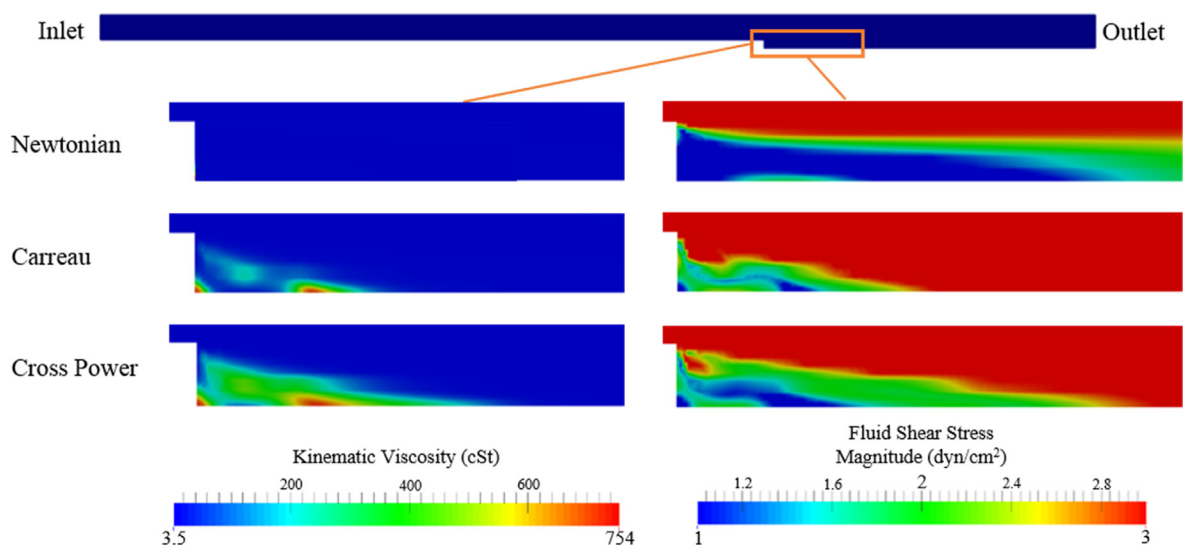 Inlet
Outlet
Newtonian
Carreau
Cross Power
Kinematic Viscosity (cSt)
200 400 600
3.5 754
Fluid Shear Stress
Magnitude (dyn/cm²)
1.2 1.6 2 2.4 2.8
1 3